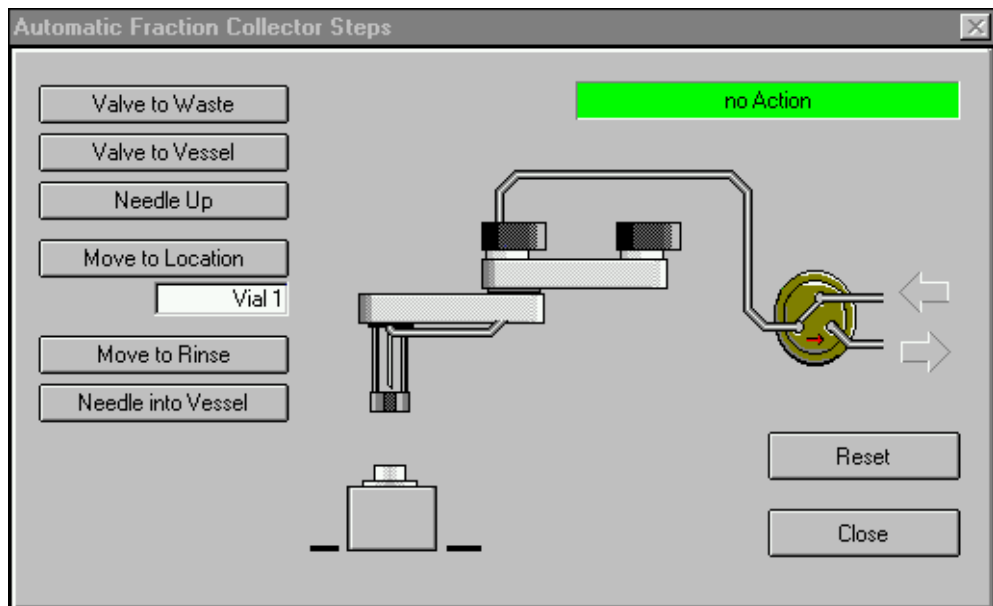 Automatic Fraction Collector Steps
Valve to Waste
no Action
Valve to Vessel
Needle Up
Move to Location
Vial 1
Move to Rinse
Needle into Vessel
Reset
Close